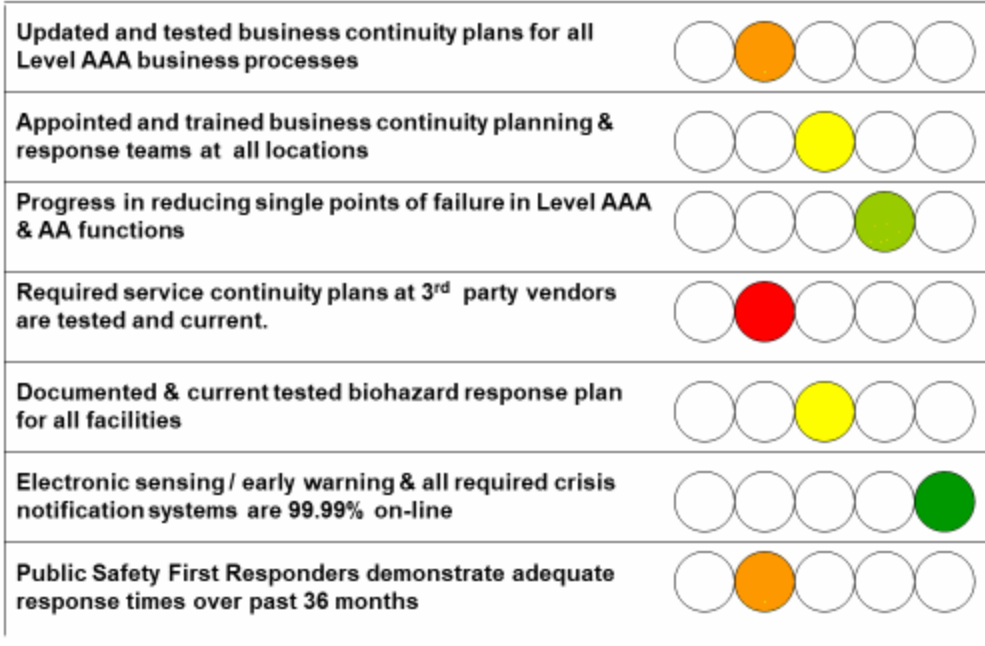 Updated and tested business continuity plans for all
Level AAA business processes
Appointed and trained business continuity planning &
response teams at all locations
Progress in reducing single points of failure in Level AAA
& AA functions
Required service continuity plans at 3rd party vendors
are tested and current.
Documented & current tested biohazard response plan
for all facilities
Electronic sensing / early warning & all required crisis
notification systems are 99.99% on-line
Public Safety First Responders demonstrate adequate
response times over past 36 months